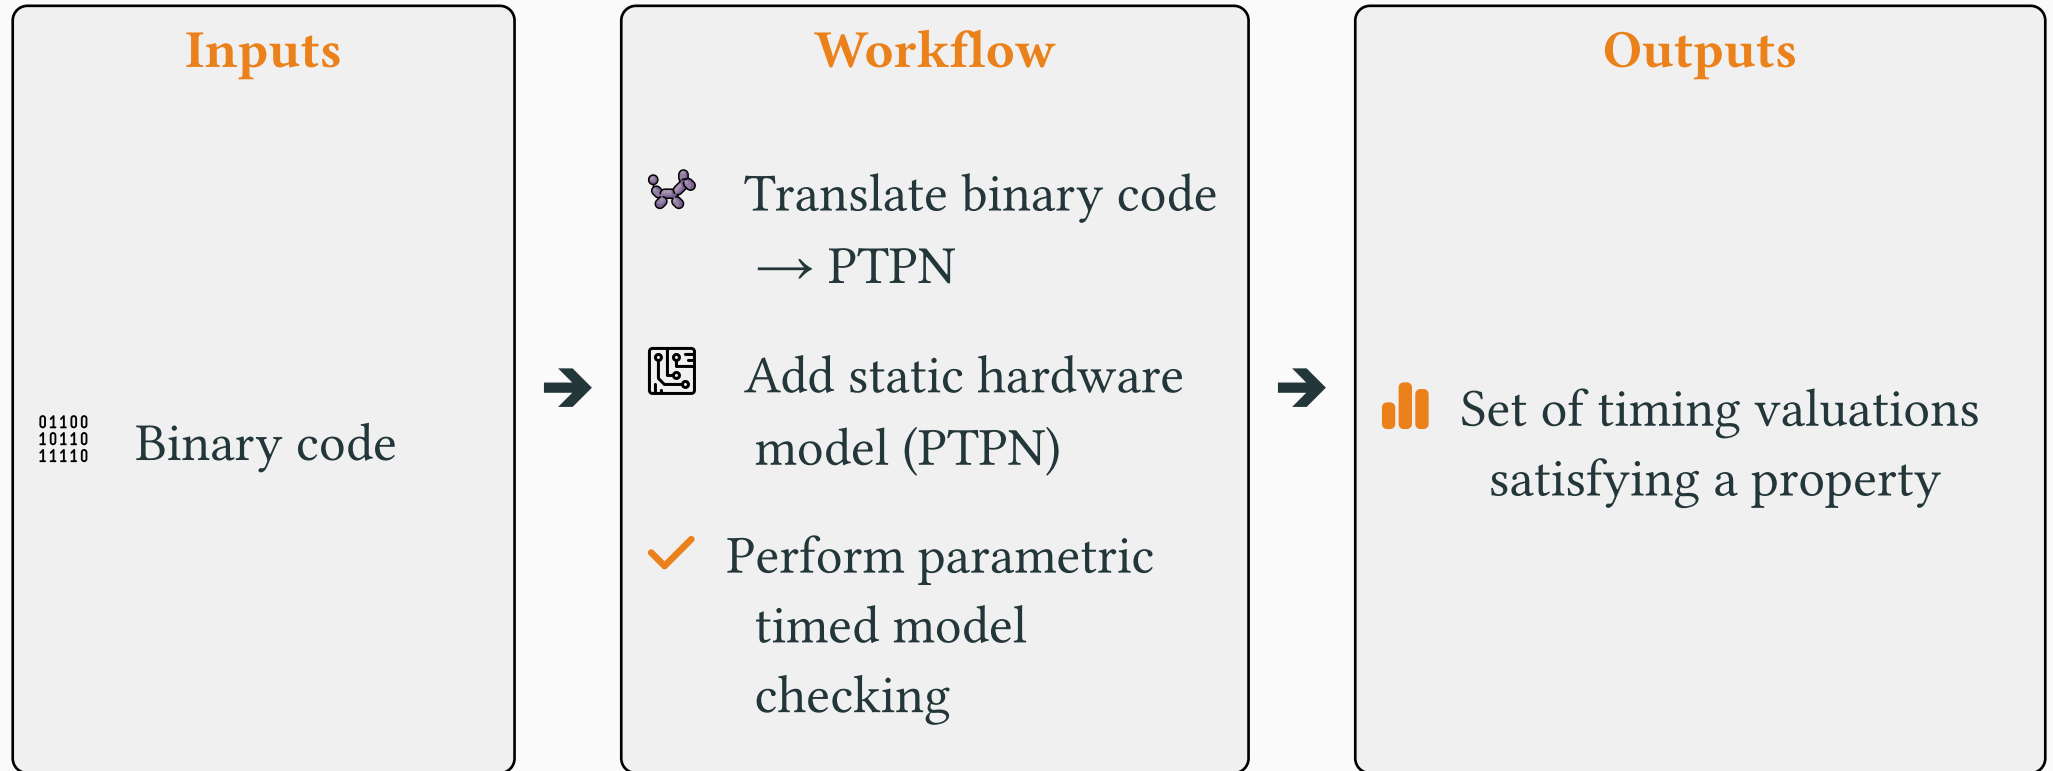 Inputs
01100
10110
11110
Binary code
Workflow
Translate binary code
⟶ PTPN
Add static hardware
model (PTPN)
Perform parametric
timed model
checking
Outputs
Set of timing valuations
satisfying a property